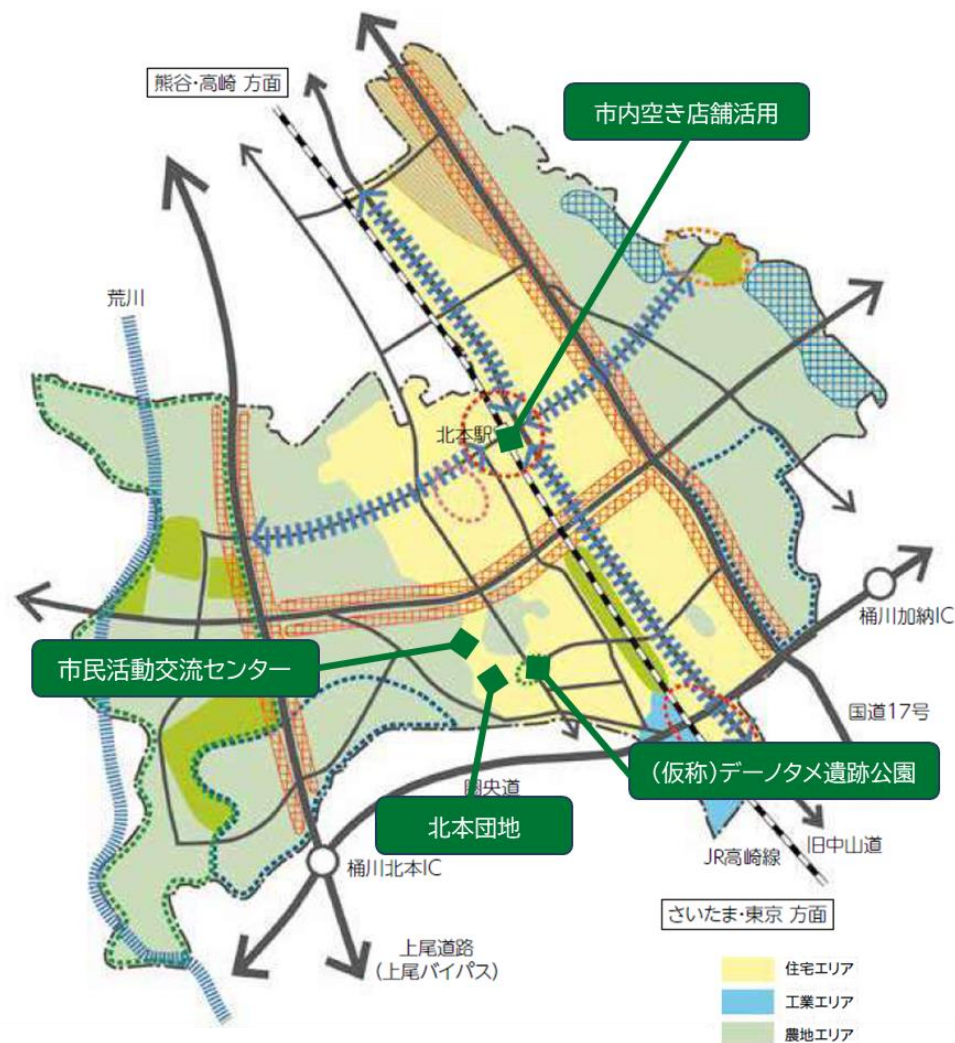 熊谷・高崎 方面
市内空き店舗活用
荒川
北本駅
桶川加納IC
市民活動交流センター
国道17号
(仮称)デーノタメ遺跡公園
圏央道
北本団地
旧中山道
JR高崎線
桶川北本IC
さいたま・東京 方面
上尾道路
(上尾バイパス)
住宅エリア
工業エリア
農地エリア